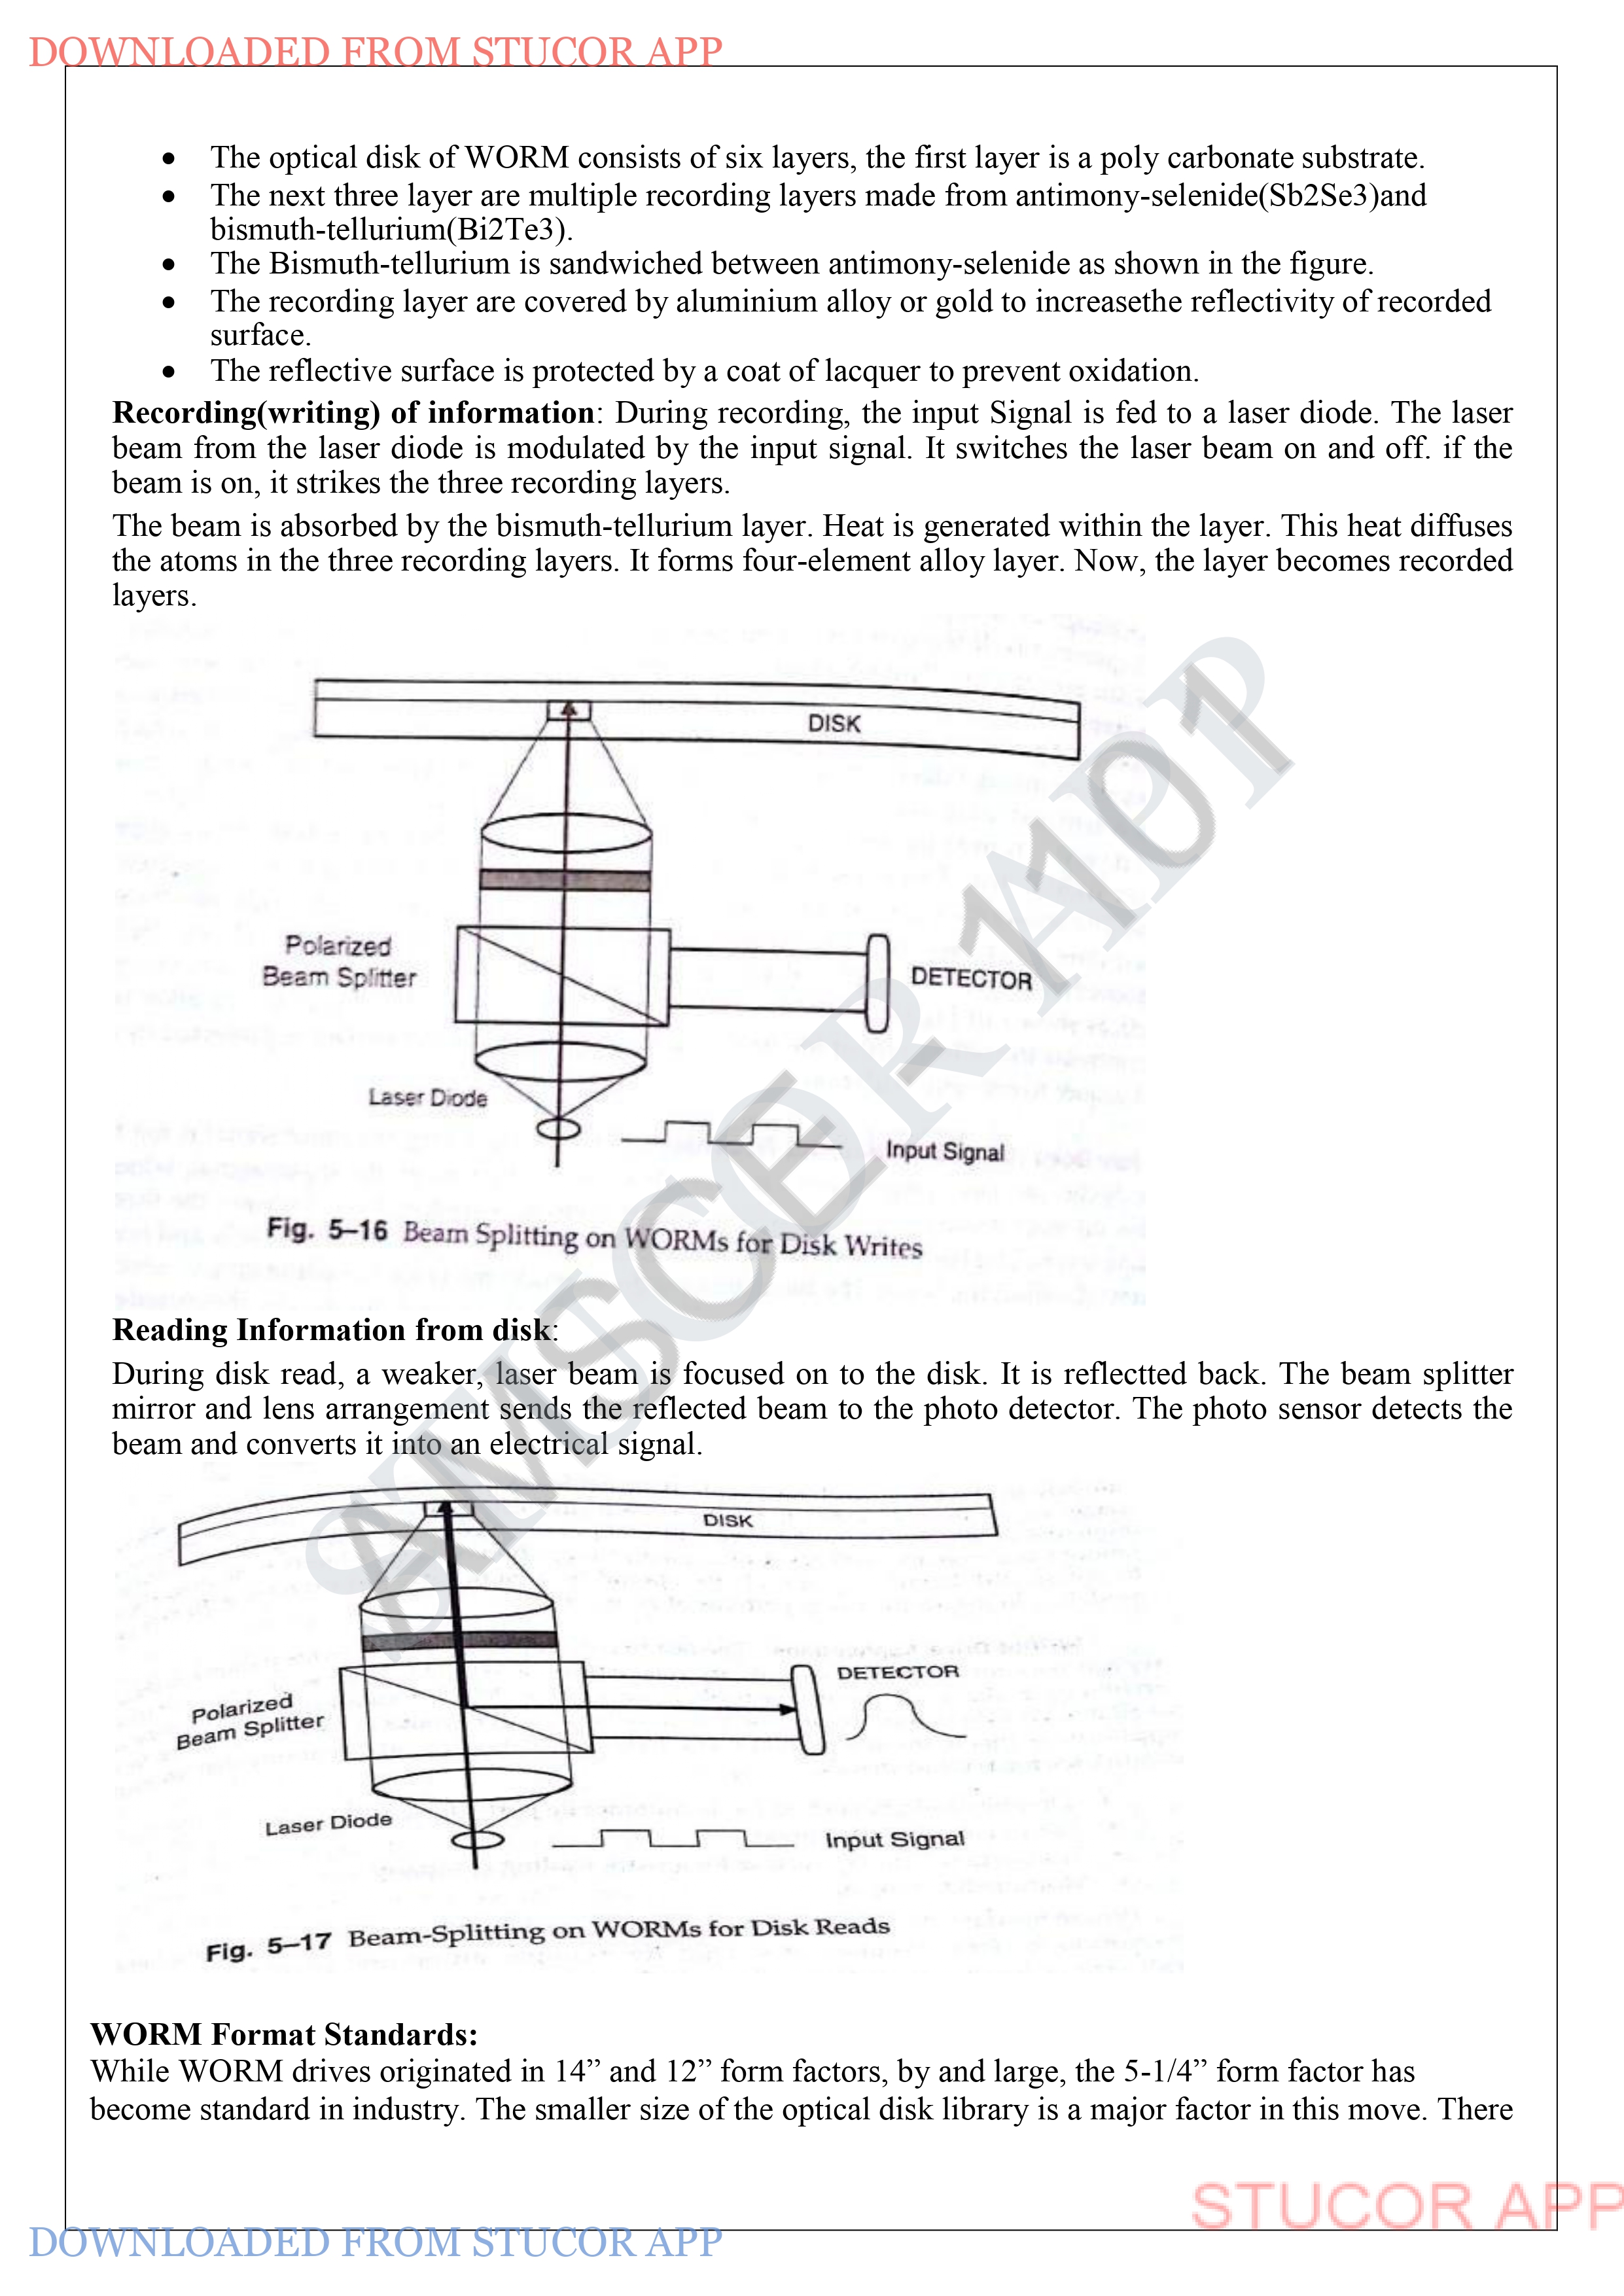 DOWNLOADED FROM STUCOR APP
• The optical disk of WORM consists of six layers, the first layer is a poly carbonate substrate.
• The next three layer are multiple recording layers made from antimony-selenide(Sb2Se3)and
bismuth-tellurium(Bi2Te3).
• The Bismuth-tellurium is sandwiched between antimony-selenide as shown in the figure.
• The recording layer are covered by aluminium alloy or gold to increasethe reflectivity of recorded
surface.
• The reflective surface is protected by a coat of lacquer to prevent oxidation.
Recording(writing) of information: During recording, the input Signal is fed to a laser diode. The laser
beam from the laser diode is modulated by the input signal. It switches the laser beam on and off. if the
beam is on, it strikes the three recording layers.
The beam is absorbed by the bismuth-tellurium layer. Heat is generated within the layer. This heat diffuses
the atoms in the three recording layers. It forms four-element alloy layer. Now, the layer becomes recorded
layers.
DISK
Polarized
Beam Splitter
DETECTOR
Laser Diode
Input Signal
Fig. 5–16 Beam Splitting on WORMs for Disk Writes
STUCOR APP
AMSCE 1101
Reading Information from disk:
During disk read, a weaker, laser beam is focused on to the disk. It is reflectted back. The beam splitter
mirror and lens arrangement sends the reflected beam to the photo detector. The photo sensor detects the
beam and converts it into an electrical signal.
DISK
DETECTOR
Polarized
Beam Splitter
Laser Diode
Input Signal
Fig. 5–17 Beam-Splitting on WORMs for Disk Reads
WORM Format Standards:
While WORM drives originated in 14” and 12” form factors, by and large, the 5-1/4” form factor has
become standard in industry. The smaller size of the optical disk library is a major factor in this move. There
STUCOR APP
DOWNLOADED FROM STUCOR APP